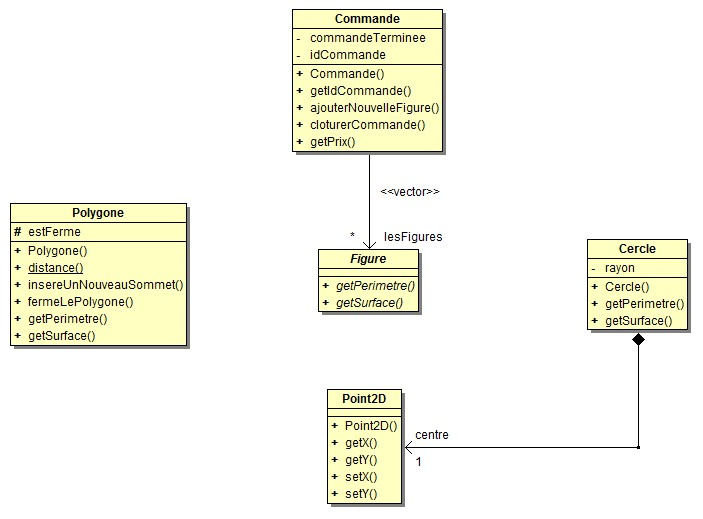 Commande
- commandeTerminee
- idCommande
+ Commande()
+ getIdCommande()
+ ajouterNouvelleFigure()
+ cloturerCommande()
+ getPrix()
<<vector>>
* lesFigures
Polygone
# estFerme
+ Polygone()
+ distance()
+ insereUnNouveauSommet()
+ fermeLePolygone()
+ getPerimetre()
+ getSurface()
Figure
+ getPerimetre()
+ getSurface()
Cercle
- rayon
+ Cercle()
+ getPerimetre()
+ getSurface()
Point2D
+ Point2D()
+ getX()
+ getY()
+ setX()
+ setY()
centre
1